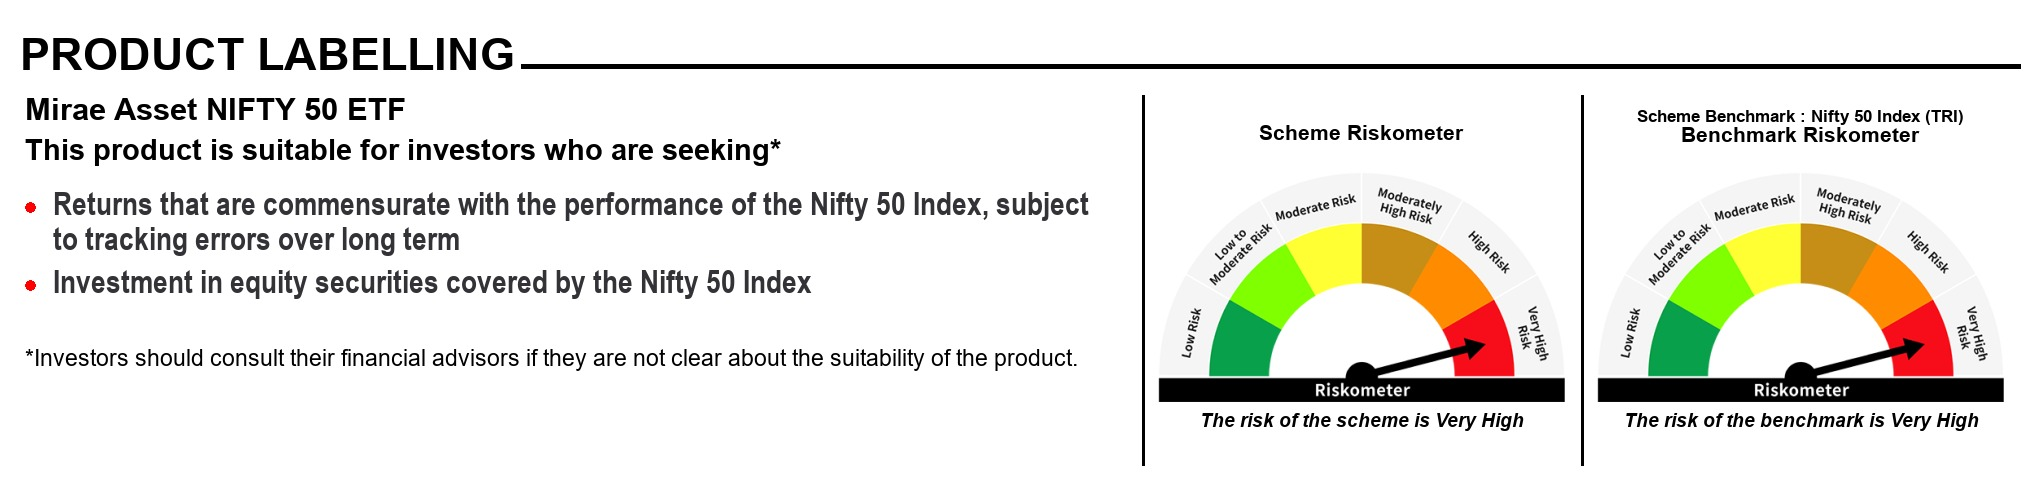 PRODUCT LABELLING
Mirae Asset NIFTY 50 ETF
This product is suitable for investors who are seeking*
• Returns that are commensurate with the performance of the Nifty 50 Index, subject
to tracking errors over long term
• Investment in equity securities covered by the Nifty 50 Index
*Investors should consult their financial advisors if they are not clear about the suitability of the product.
Scheme Riskometer
Low Risk
Low to
Moderate Risk
Moderate Risk
Moderately
High Risk
High Risk
Very High
Risk
Riskometer
The risk of the scheme is Very High
Scheme Benchmark : Nifty 50 Index (TRI)
Benchmark Riskometer
Low Risk
Low to
Moderate Risk
Moderate Risk
Moderately
High Risk
High Risk
Very High
Risk
Riskometer
The risk of the benchmark is Very High